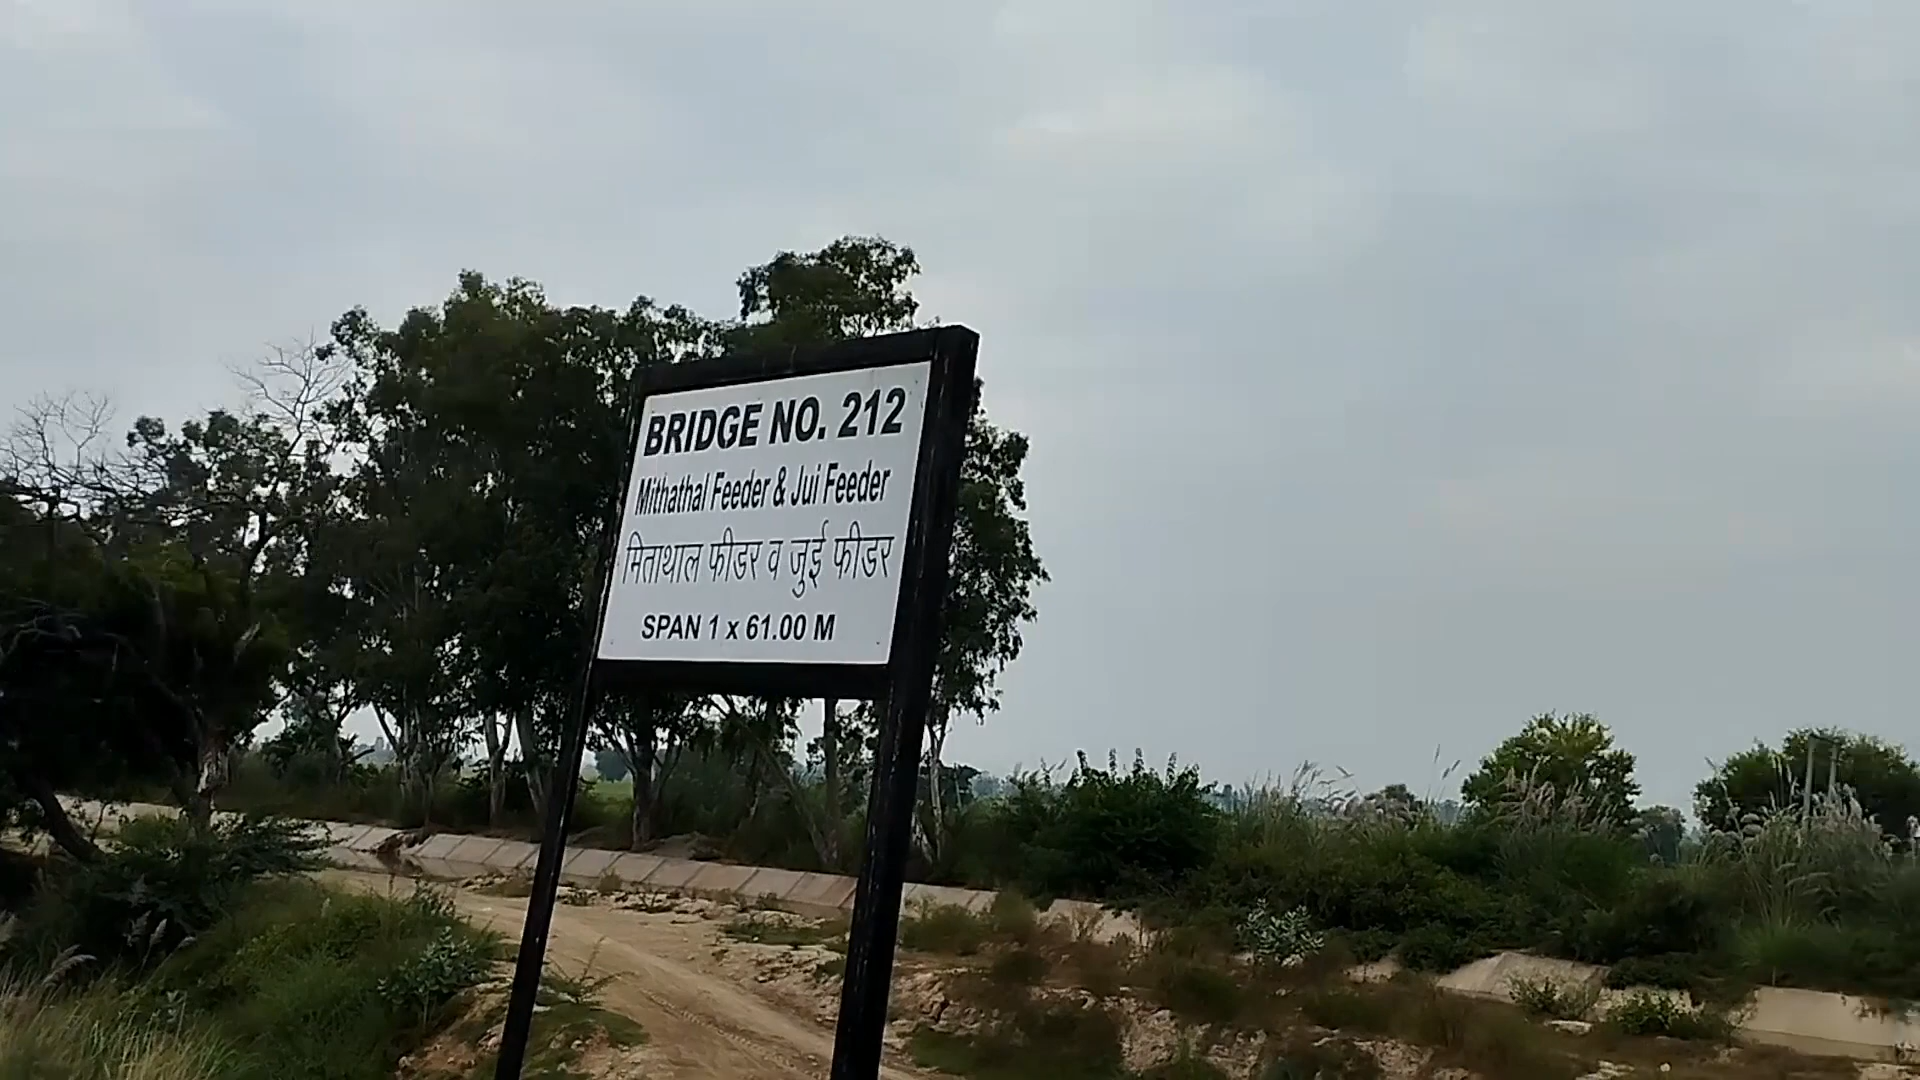 BRIDGE NO. 212
Mithathal Feeder & Jui Feeder
मिताथाल फीडर व जुई फीडर
SPAN 1 x 61.00 M